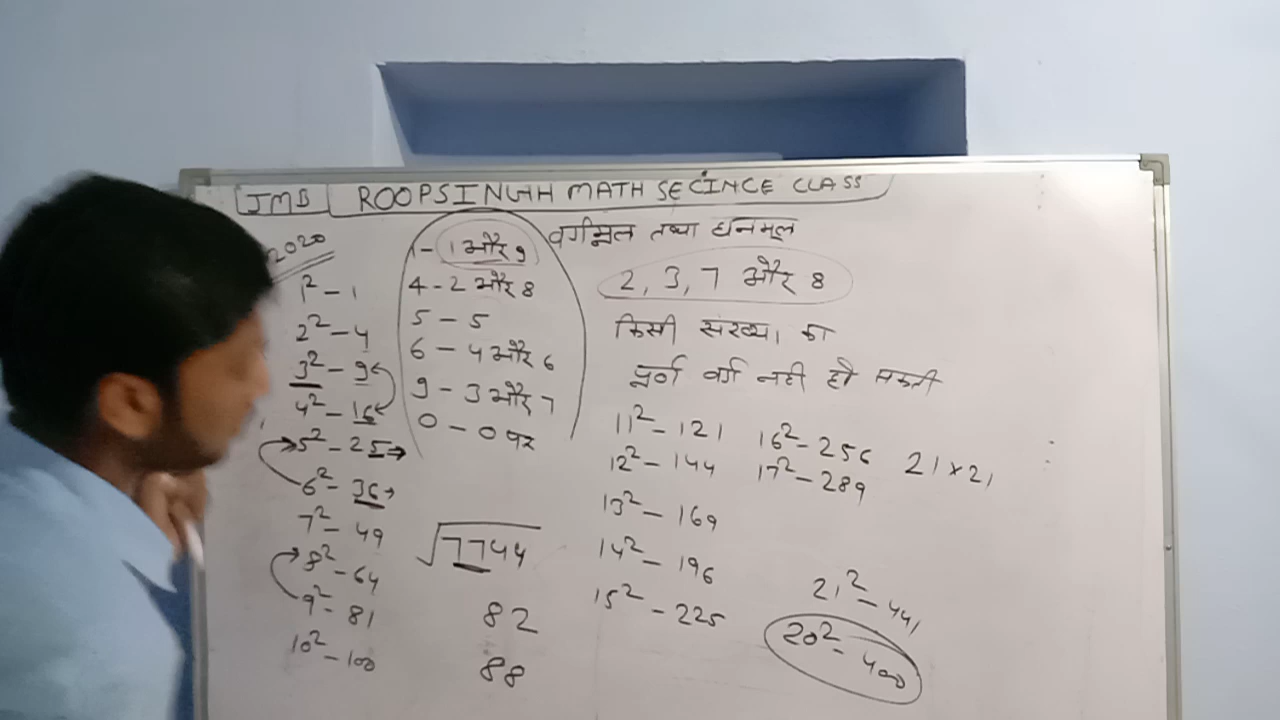 JMB ROOPSINGH MATH SECINCE CLASS
वर्गमूल तथा घनमूल
2020
1² - 1
2² - 4
3² - 9
4² - 16
5² - 25
6² - 36
7² - 49
8² - 64
9² - 81
10² - 100
1 - 1 और 9
4 - 2 और 8
5 - 5
6 - 4 और 6
9 - 3 और 7
0 - 0 पर
√7744
82
88
2, 3, 7 और 8
किसी संख्या का
पूर्ण वर्ग नही हो सकती
11² - 121
12² - 144
13² - 169
14² - 196
15² - 225
16² - 256
17² - 289
21 × 21
21² - 441
20² - 400